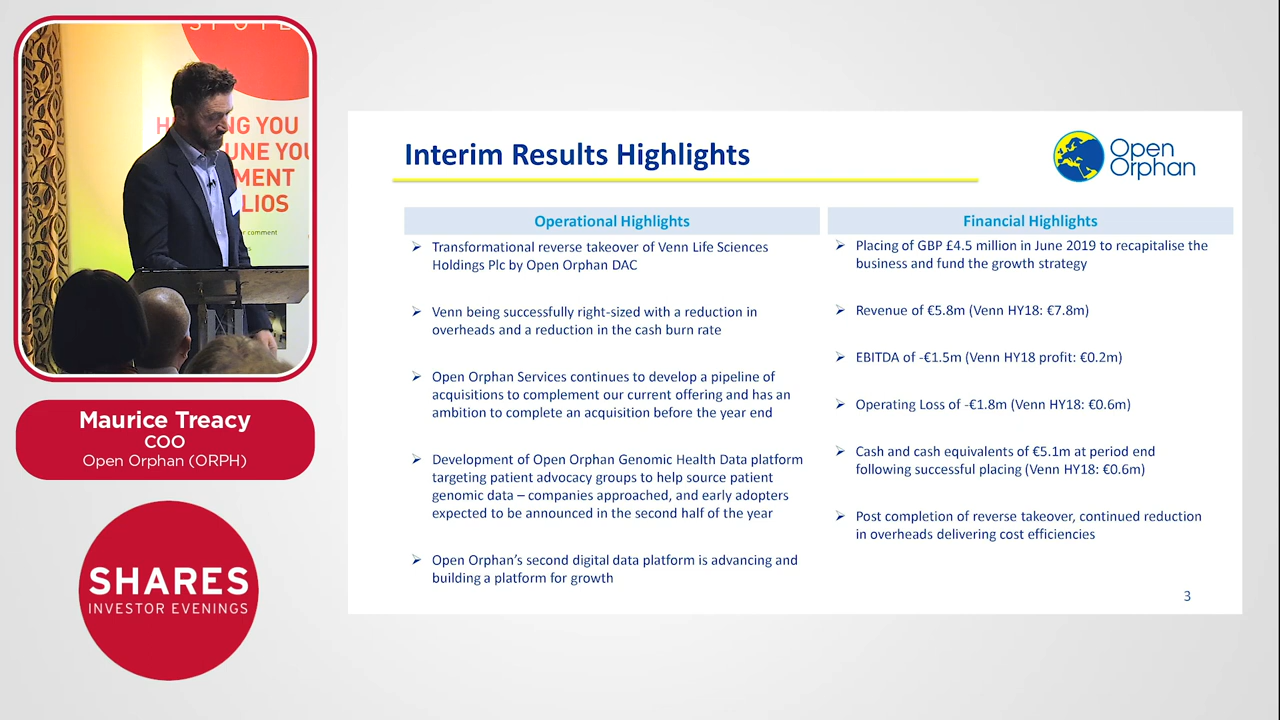 SPOT
H NG YOU
UNE YOU
MENT
LIOS
r comment
Maurice Treacy
COO
Open Orphan (ORPH)
SHARES
INVESTOR EVENINGS
Interim Results Highlights
Open
Orphan
Operational Highlights
➢ Transformational reverse takeover of Venn Life Sciences
Holdings Plc by Open Orphan DAC
➢ Venn being successfully right-sized with a reduction in
overheads and a reduction in the cash burn rate
➢ Open Orphan Services continues to develop a pipeline of
acquisitions to complement our current offering and has an
ambition to complete an acquisition before the year end
➢ Development of Open Orphan Genomic Health Data platform
targeting patient advocacy groups to help source patient
genomic data – companies approached, and early adopters
expected to be announced in the second half of the year
➢ Open Orphan's second digital data platform is advancing and
building a platform for growth
Financial Highlights
➢ Placing of GBP £4.5 million in June 2019 to recapitalise the
business and fund the growth strategy
➢ Revenue of €5.8m (Venn HY18: €7.8m)
➢ EBITDA of -€1.5m (Venn HY18 profit: €0.2m)
➢ Operating Loss of -€1.8m (Venn HY18: €0.6m)
➢ Cash and cash equivalents of €5.1m at period end
following successful placing (Venn HY18: €0.6m)
➢ Post completion of reverse takeover, continued reduction
in overheads delivering cost efficiencies
3